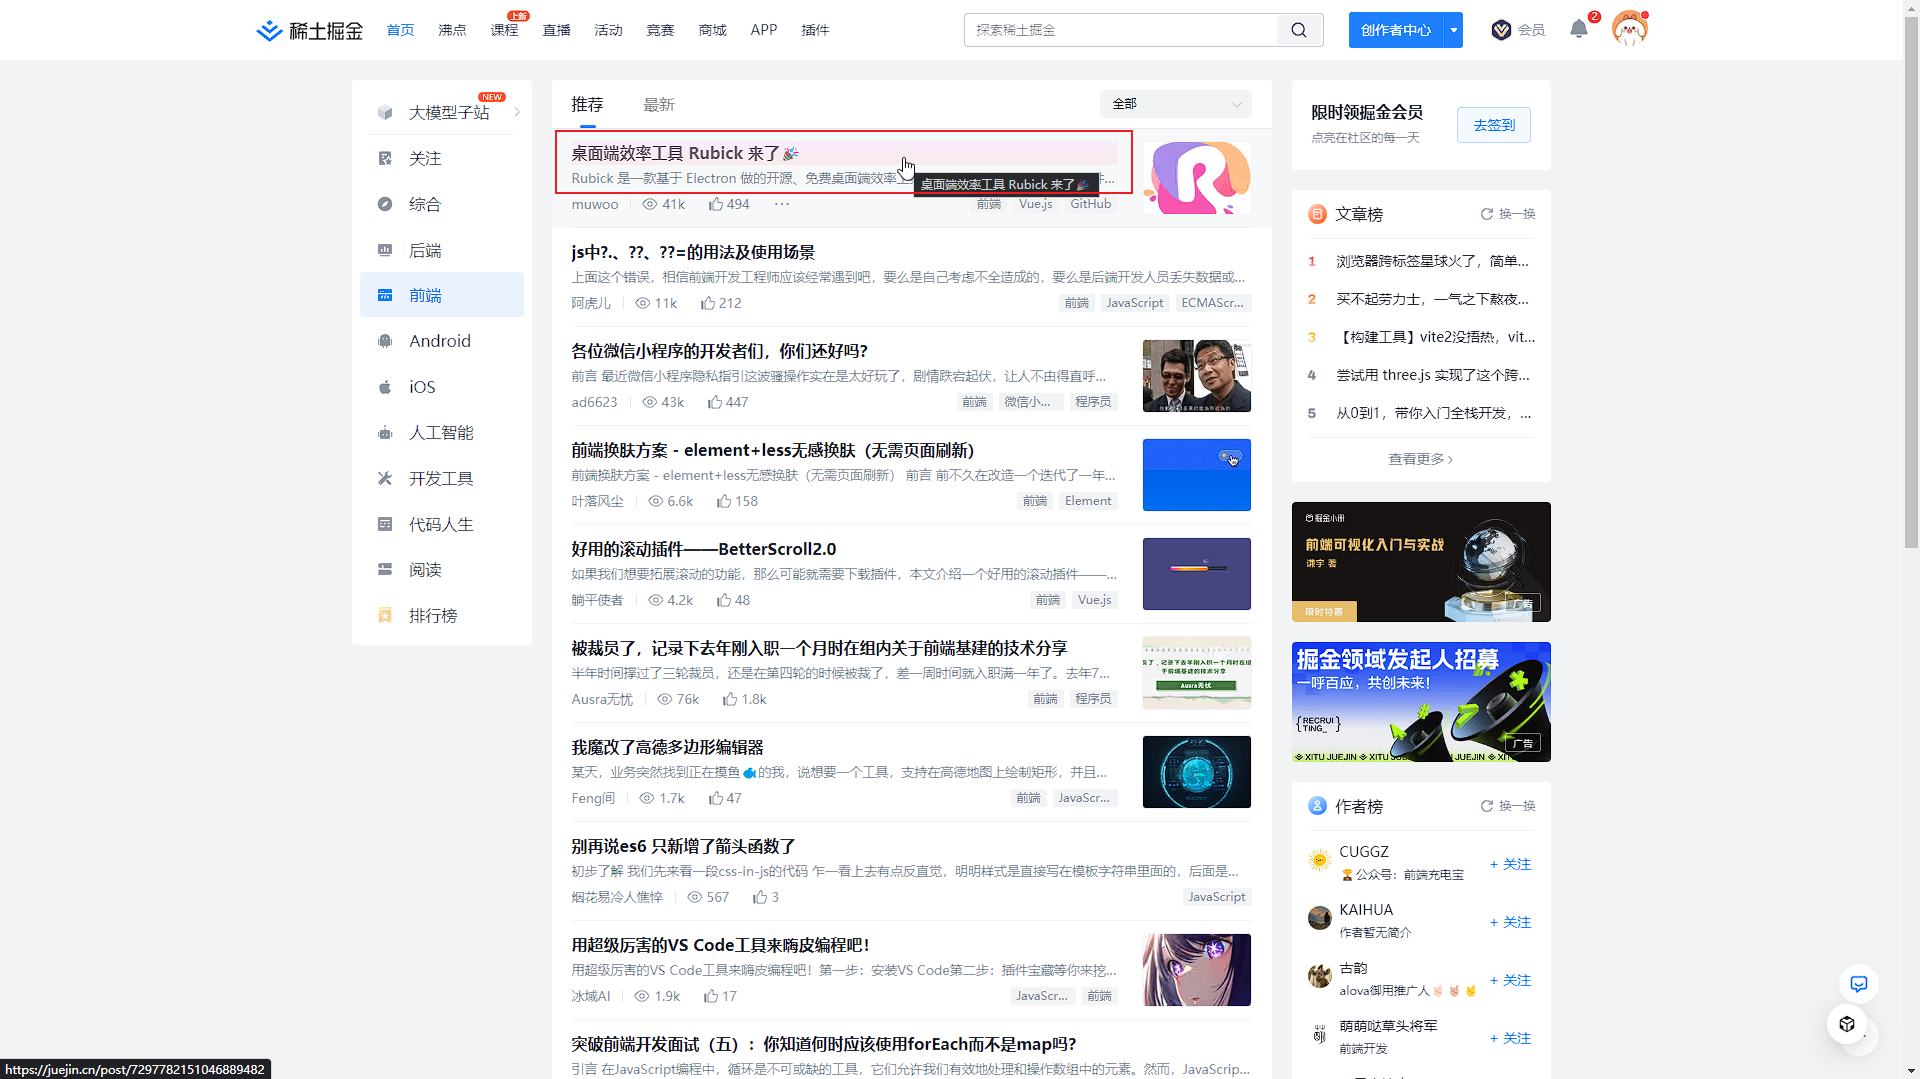 稀土掘金
首页
沸点
课程
上新
直播
活动
竞赛
商城
APP
插件
探索稀土掘金
创作者中心
会员
2
大模型子站
NEW
关注
综合
后端
前端
Android
iOS
人工智能
开发工具
代码人生
阅读
排行榜
推荐
最新
全部
桌面端效率工具 Rubick 来了🎉
Rubick 是一款基于 Electron 做的开源、免费桌面端效率
桌面端效率工具 Rubick 来了🎉
muwoo 41k 494 ···
前端 Vue.js GitHub
js中?.、??、??=的用法及使用场景
上面这个错误，相信前端开发工程师应该经常遇到吧，要么是自己考虑不全造成的，要么是后端开发人员丢失数据或...
阿虎儿 11k 212
前端 JavaScript ECMAScr...
各位微信小程序的开发者们，你们还好吗？
前言 最近微信小程序隐私指引这波骚操作实在是太好玩了，剧情跌宕起伏，让人不由得直呼...
ad6623 43k 447
前端 微信小... 程序员
前端换肤方案 - element+less无感换肤（无需页面刷新）
前端换肤方案 - element+less无感换肤（无需页面刷新） 前言 前不久在改造一个迭代了一年...
叶落风尘 6.6k 158
前端 Element
好用的滚动插件——BetterScroll2.0
如果我们想要拓展滚动的功能，那么可能就需要下载插件，本文介绍一个好用的滚动插件——...
躺平使者 4.2k 48
前端 Vue.js
被裁员了，记录下去年刚入职一个月时在组内关于前端基建的技术分享
半年时间撑过了三轮裁员，还是在第四轮的时候被裁了，差一周时间就入职满一年了。去年7...
Ausra无忧 76k 1.8k
前端 程序员
员了，记录下去年刚入职一个月时在组
于前端基建的技术分享
Ausra无忧
我魔改了高德多边形编辑器
某天，业务突然找到正在摸鱼🐟的我，说想要一个工具，支持在高德地图上绘制矩形，并且...
Feng问 1.7k 47
前端 JavaScr...
别再说es6 只新增了箭头函数了
初步了解 我们先来看一段css-in-js的代码 乍一看上去有点反直觉，明明样式是直接写在模板字符串里面的，后面是...
烟花易冷人憔悴 567 3
JavaScript
用超级厉害的VS Code工具来嗨皮编程吧！
用超级厉害的VS Code工具来嗨皮编程吧！第一步：安装VS Code第二步：插件宝藏等你来挖...
冰域AI 1.9k 17
JavaScr... 前端
突破前端开发面试（五）：你知道何时应该使用forEach而不是map吗？
引言 在JavaScript编程中，循环是不可或缺的工具，它们允许我们有效地处理和操作数组中的元素。然而，JavaScrip...
限时领掘金会员
点亮在社区的每一天
去签到
文章榜
换一换
1 浏览器跨标签星球火了，简单...
2 买不起劳力士，一气之下熬夜...
3 【构建工具】vite2没捂热，vit...
4 尝试用 three.js 实现了这个跨...
5 从0到1，带你入门全栈开发，...
查看更多 ›
掘金小册
前端可视化入门与实战
谦宇 著
限时特惠
广告
掘金领域发起人招募
一呼百应，共创未来！
{RECRUI
TING_}
广告
XITU JUEJIN XITU JUEJIN XITU
JUEJIN XITU
作者榜
换一换
CUGGZ
🏆公众号：前端充电宝
+ 关注
KAIHUA
作者暂无简介
+ 关注
古韵
alova御用推广人
+ 关注
萌萌哒草头将军
前端开发
+ 关注
https://juejin.cn/post/7297782151046889482